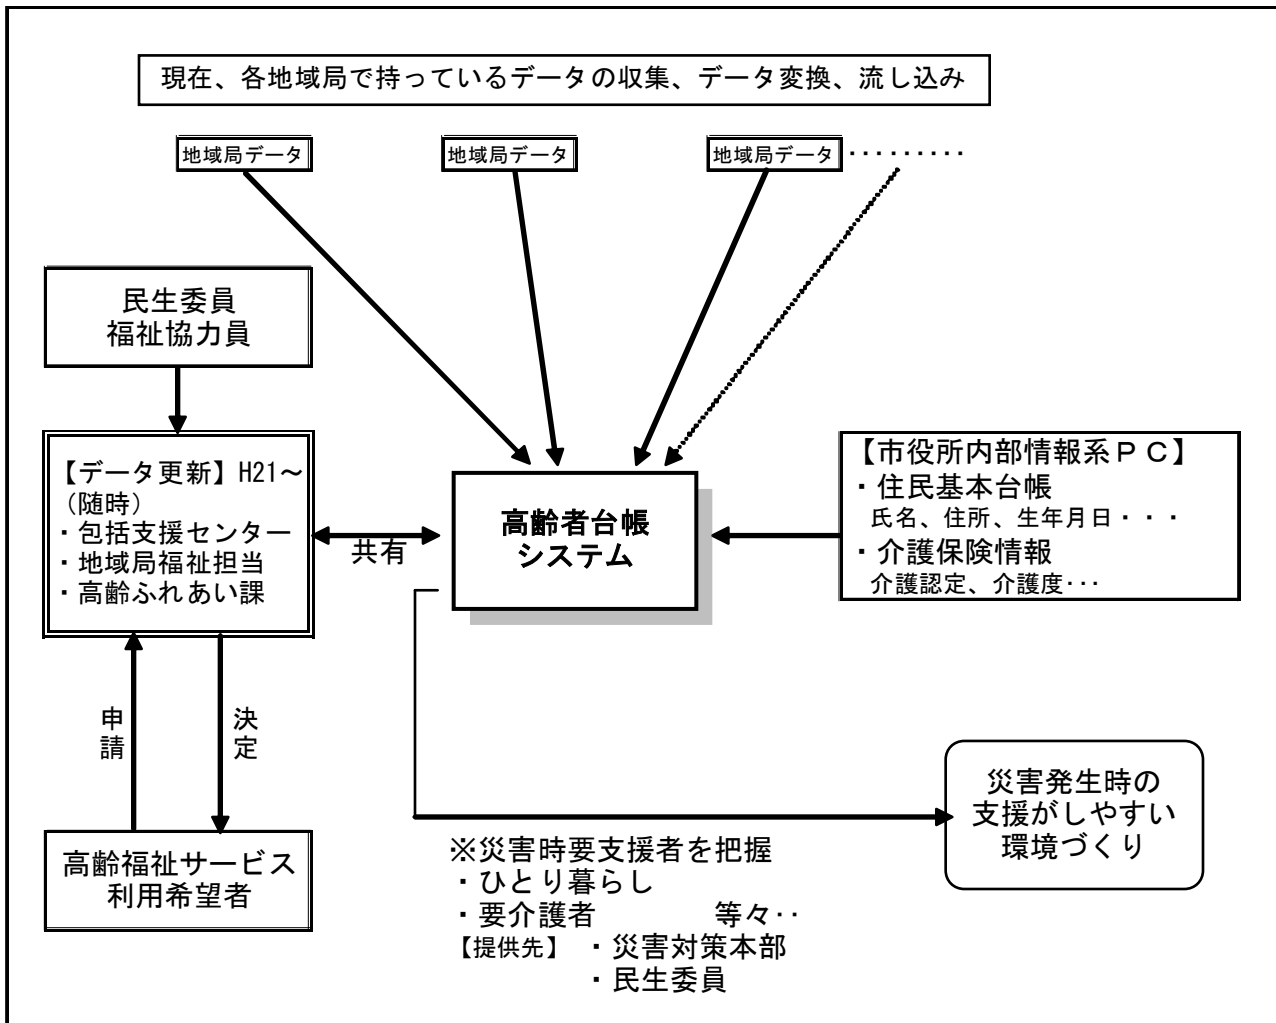 現在、各地域局で持っているデータの収集、データ変換、流し込み
地域局データ
地域局データ
地域局データ ・・・・・・・・・
民生委員
福祉協力員
【データ更新】H21～
（随時）
・包括支援センター
・地域局福祉担当
・高齢ふれあい課
共有
高齢者台帳
システム
【市役所内部情報系ＰＣ】
・住民基本台帳
氏名、住所、生年月日・・・
・介護保険情報
介護認定、介護度･･･
申請
決定
高齢福祉サービス
利用希望者
災害発生時の
支援がしやすい
環境づくり
※災害時要支援者を把握
・ひとり暮らし
・要介護者　　　　等々･･
【提供先】　・災害対策本部
・民生委員